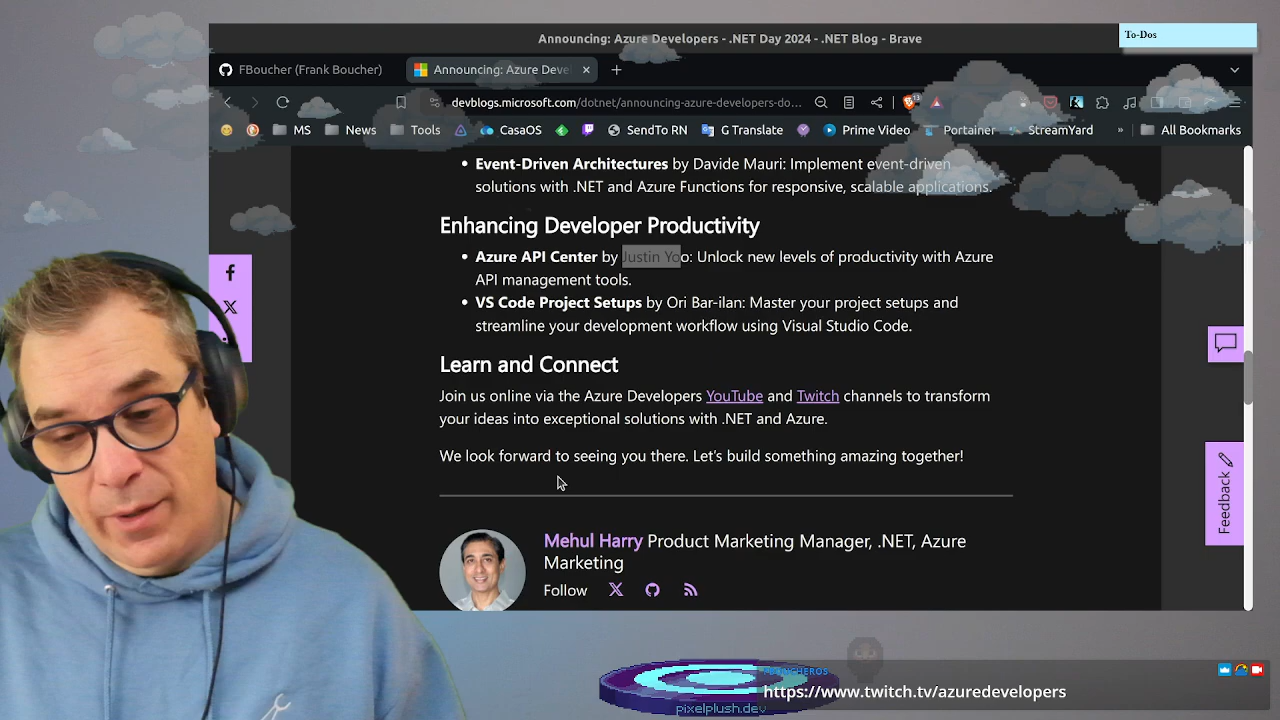 Announcing: Azure Developers - .NET Day 2024 - .NET Blog - Brave
To-Dos
FBoucher (Frank Boucher)
Announcing: Azure Deve
devblogs.microsoft.com/dotnet/announcing-azure-developers-do...
13
MS
News
Tools
CasaOS
SendTo RN
G Translate
Prime Video
Portainer
StreamYard
»
All Bookmarks
• Event-Driven Architectures by Davide Mauri: Implement event-driven
solutions with .NET and Azure Functions for responsive, scalable applications.
Enhancing Developer Productivity
• Azure API Center by Justin Yoo: Unlock new levels of productivity with Azure
API management tools.
• VS Code Project Setups by Ori Bar-ilan: Master your project setups and
streamline your development workflow using Visual Studio Code.
Learn and Connect
Join us online via the Azure Developers YouTube and Twitch channels to transform
your ideas into exceptional solutions with .NET and Azure.
We look forward to seeing you there. Let's build something amazing together!
Feedback
Mehul Harry Product Marketing Manager, .NET, Azure
Marketing
Follow
https://www.twitch.tv/azuredevelopers
pixelplush.dev